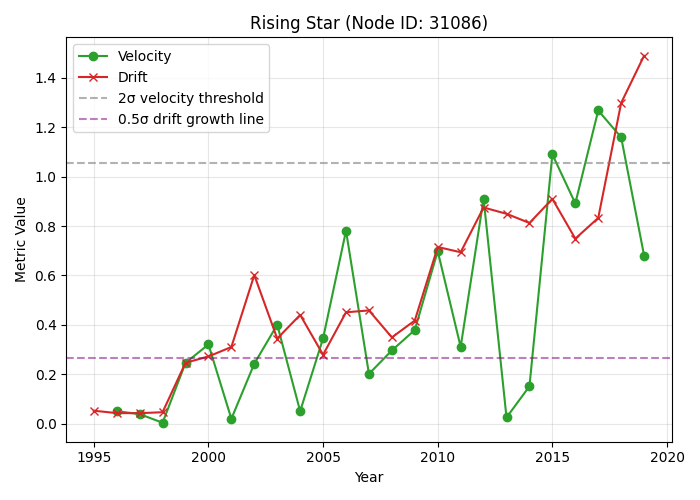 Rising Star (Node ID: 31086)
Velocity
Drift
2σ velocity threshold
0.5σ drift growth line
Metric Value
1.4
1.2
1.0
0.8
0.6
0.4
0.2
0.0
1995 2000 2005 2010 2015 2020
Year